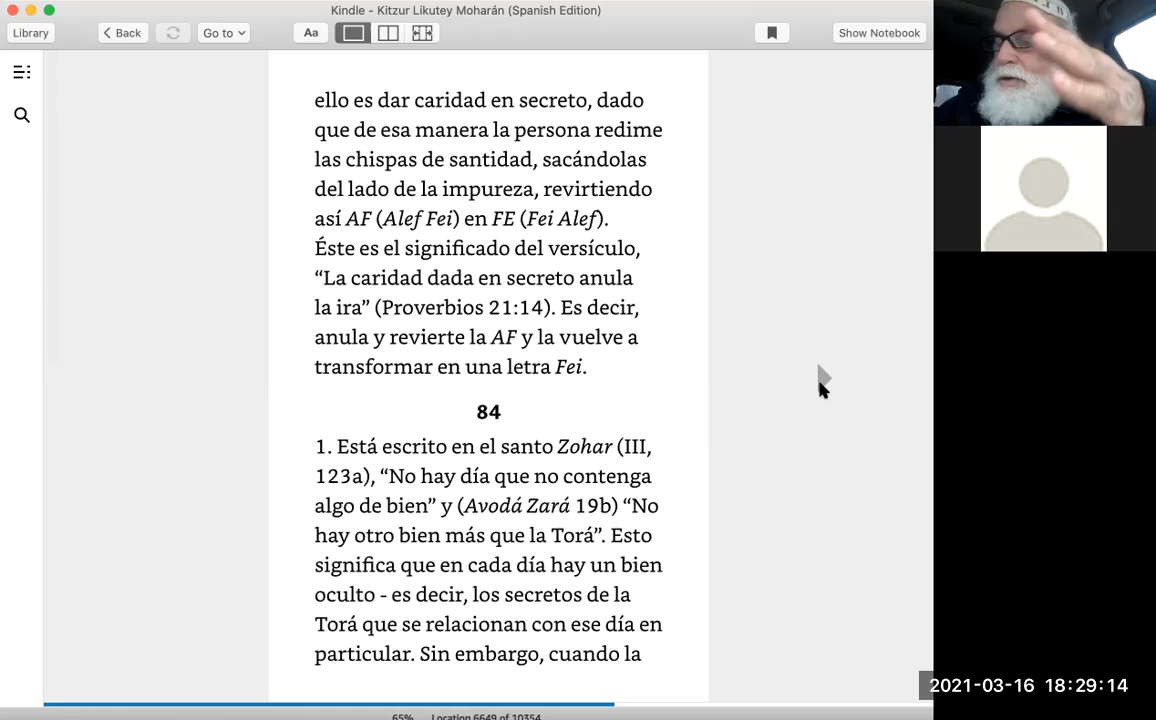 Kindle - Kitzur Likutey Moharán (Spanish Edition)
Library
Back
Go to
Aa
Show Notebook
ello es dar caridad en secreto, dado
que de esa manera la persona redime
las chispas de santidad, sacándolas
del lado de la impureza, revirtiendo
así AF (Alef Fei) en FE (Fei Alef).
Éste es el significado del versículo,
“La caridad dada en secreto anula
la ira” (Proverbios 21:14). Es decir,
anula y revierte la AF y la vuelve a
transformar en una letra Fei.
84
1. Está escrito en el santo Zohar (III,
123a), “No hay día que no contenga
algo de bien” y (Avodá Zará 19b) “No
hay otro bien más que la Torá”. Esto
significa que en cada día hay un bien
oculto - es decir, los secretos de la
Torá que se relacionan con ese día en
particular. Sin embargo, cuando la
65% Location 6649 of 10354
2021-03-16 18:29:14